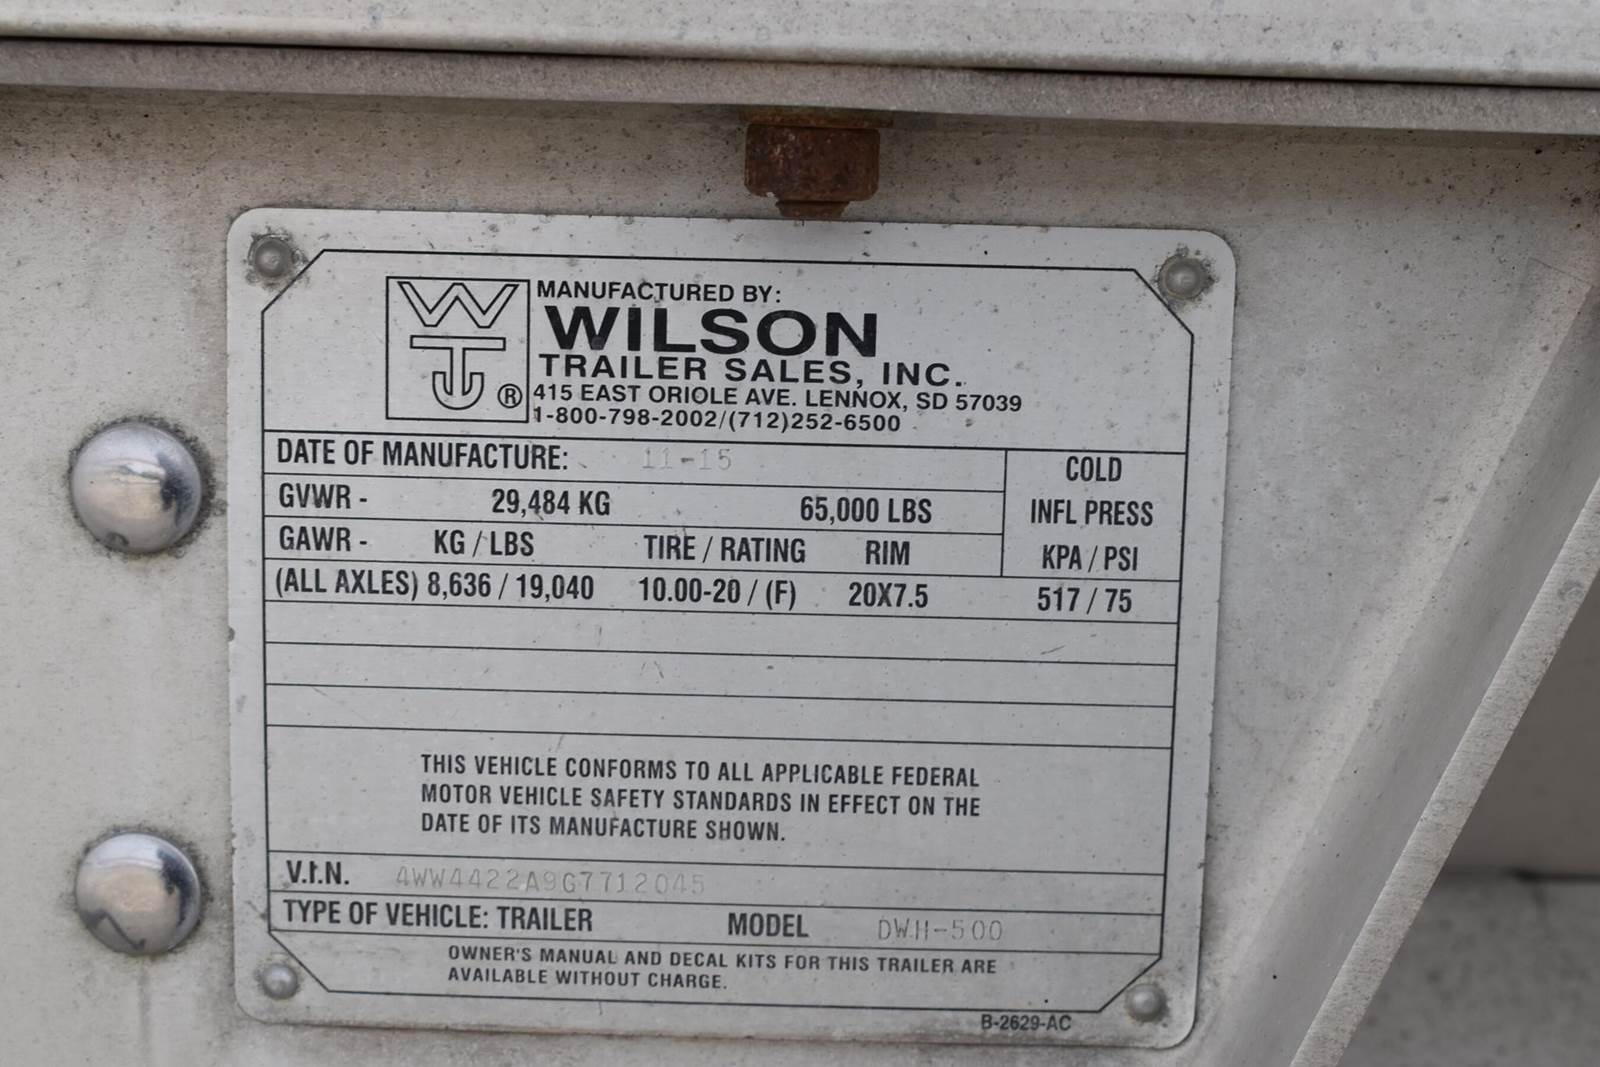 WT ®
MANUFACTURED BY:
WILSON
TRAILER SALES, INC.
415 EAST ORIOLE AVE. LENNOX, SD 57039
1-800-798-2002/(712)252-6500
DATE OF MANUFACTURE: 11-15
COLD
INFL PRESS
KPA / PSI
GVWR - 29,484 KG 65,000 LBS
GAWR - KG / LBS TIRE / RATING RIM
(ALL AXLES) 8,636 / 19,040 10.00-20 / (F) 20X7.5 517 / 75
THIS VEHICLE CONFORMS TO ALL APPLICABLE FEDERAL
MOTOR VEHICLE SAFETY STANDARDS IN EFFECT ON THE
DATE OF ITS MANUFACTURE SHOWN.
V.I.N. 4WW4422A9G7712045
TYPE OF VEHICLE: TRAILER MODEL DWH-500
OWNER'S MANUAL AND DECAL KITS FOR THIS TRAILER ARE
AVAILABLE WITHOUT CHARGE.
B-2629-AC